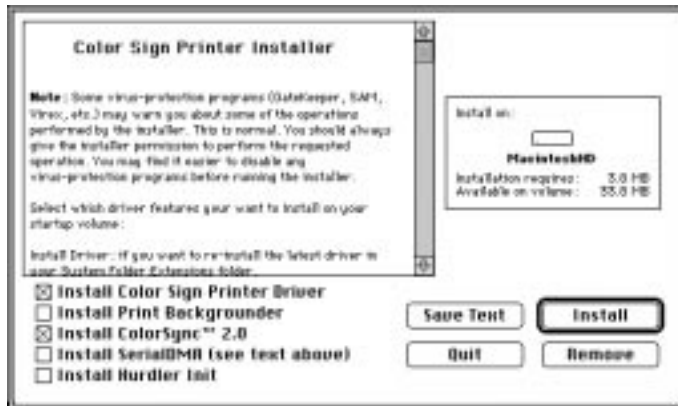 Color Sign Printer Installer
Note: Some virus-protection programs (GateKeeper, SAM,
Virex, etc.) may warn you about some of the operations
performed by the installer. This is normal. You should always
give the installer permission to perform the requested
operation. You may find it easier to disable any
virus-protection programs before running the installer.
Select which driver features your want to install on your
startup volume:
Install Driver: if you want to re-install the latest driver in
your System Folder Extensions folder.
Install on:
MacintoshHD
Installation requires: 3.8 MB
Available on volume: 33.8 MB
Install Color Sign Printer Driver
Install Print Backgrounder
Install ColorSync™ 2.0
Install SerialDMA (see text above)
Install Hurdler Init
Save Text
Install
Quit
Remove